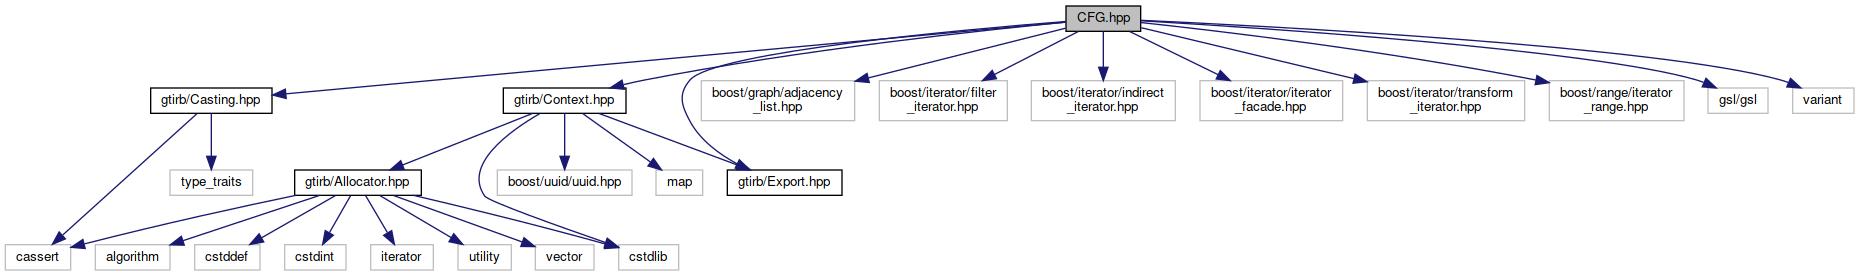 CFG.hpp
gtirb/Casting.hpp
gtirb/Context.hpp
boost/graph/adjacency
_list.hpp
boost/iterator/filter
_iterator.hpp
boost/iterator/indirect
_iterator.hpp
boost/iterator/iterator
_facade.hpp
boost/iterator/transform
_iterator.hpp
boost/range/iterator
_range.hpp
gsl/gsl
variant
type_traits
gtirb/Allocator.hpp
boost/uuid/uuid.hpp
map
gtirb/Export.hpp
cassert
algorithm
cstddef
cstdint
iterator
utility
vector
cstdlib